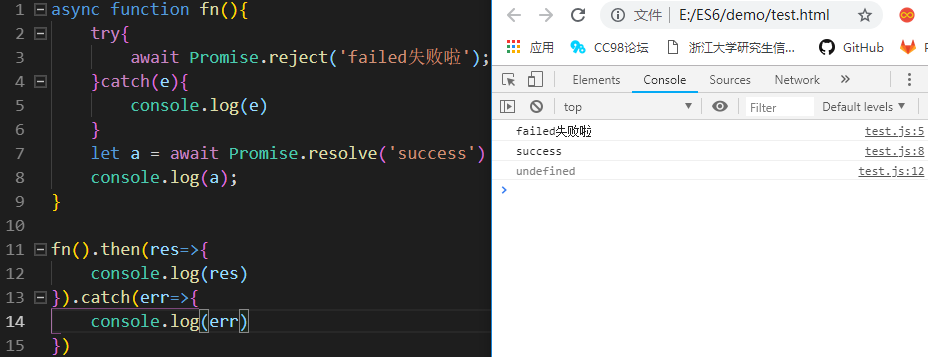 1 async function fn(){
2     try{
3         await Promise.reject('failed失败啦');
4     }catch(e){
5         console.log(e)
6     }
7     let a = await Promise.resolve('success')
8     console.log(a);
9 }
10
11 fn().then(res=>{
12     console.log(res)
13 }).catch(err=>{
14     console.log(err)
15 })
文件 E:/ES6/demo/test.html
应用 CC98论坛 浙江大学研究生信... GitHub P
Elements Console Sources Network
top Filter Default levels
failed失败啦 test.js:5
success test.js:8
undefined test.js:12